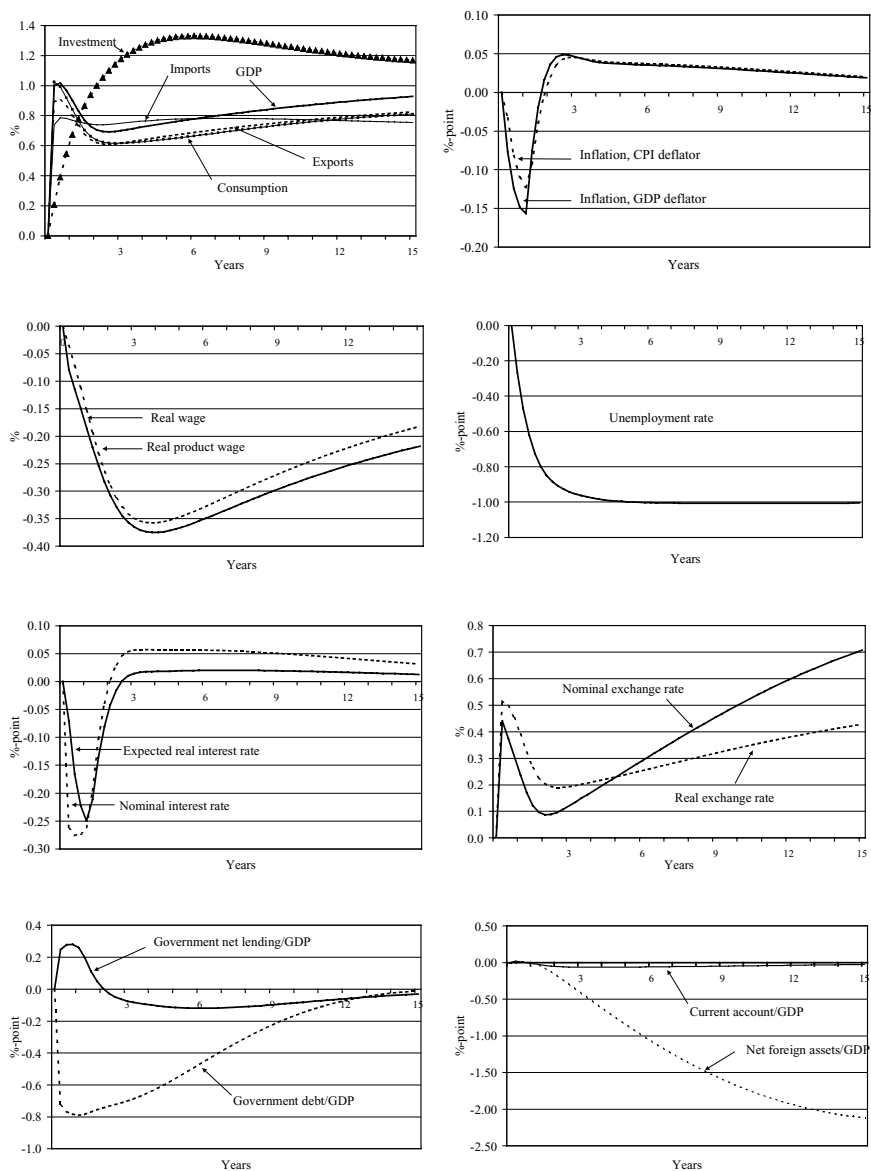 1.4
1.2
1.0
0.8
0.6
0.4
0.2
0.0
%
Investment
Imports
GDP
Exports
Consumption
3 6 9 12 15
Years
0.10
0.05
0.00
-0.05
-0.10
-0.15
-0.20
%-point
0 3 6 9 12 15
Inflation, CPI deflator
Inflation, GDP deflator
Years
0.00
-0.05
-0.10
-0.15
-0.20
-0.25
-0.30
-0.35
-0.40
%
0 3 6 9 12
Real wage
Real product wage
Years
0.00
-0.20
-0.40
-0.60
-0.80
-1.00
-1.20
%-point
0 3 6 9 12 15
Unemployment rate
Years
0.10
0.05
0.00
-0.05
-0.10
-0.15
-0.20
-0.25
-0.30
%-point
3 6 9 12 15
Expected real interest rate
Nominal interest rate
Years
0.8
0.7
0.6
0.5
0.4
0.3
0.2
0.1
0.0
%
Nominal exchange rate
Real exchange rate
3 6 9 12 15
Years
0.4
0.2
0.0
-0.2
-0.4
-0.6
-0.8
-1.0
%-point
Government net lending/GDP
3 6 9 12 15
Government debt/GDP
Years
0.50
0.00
-0.50
-1.00
-1.50
-2.00
-2.50
%-point
3 6 9 12 15
Current account/GDP
Net foreign assets/GDP
Years